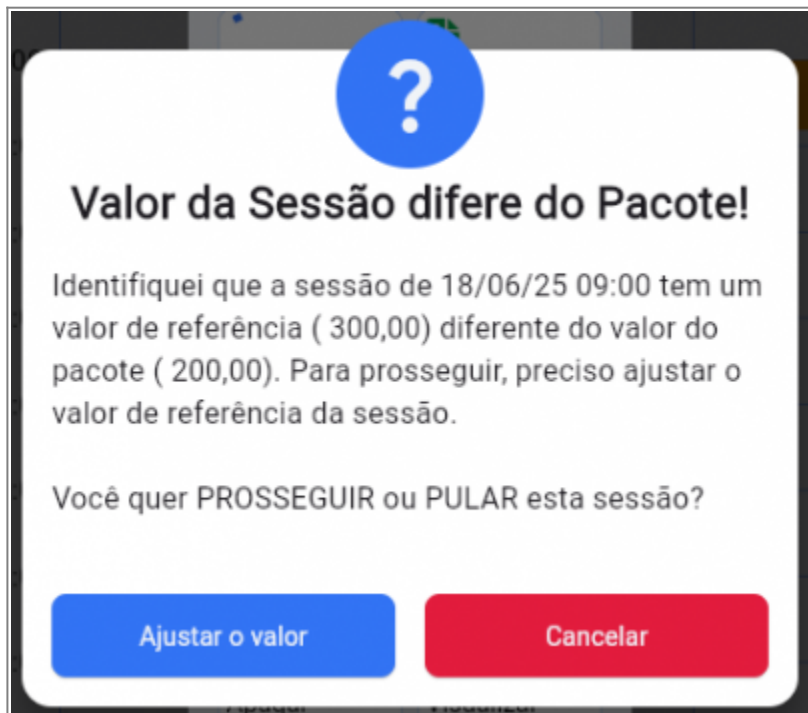 ?
Valor da Sessão difere do Pacote!
Identifiquei que a sessão de 18/06/25 09:00 tem um
valor de referência ( 300,00) diferente do valor do
pacote ( 200,00). Para prosseguir, preciso ajustar o
valor de referência da sessão.
Você quer PROSSEGUIR ou PULAR esta sessão?
Ajustar o valor Cancelar